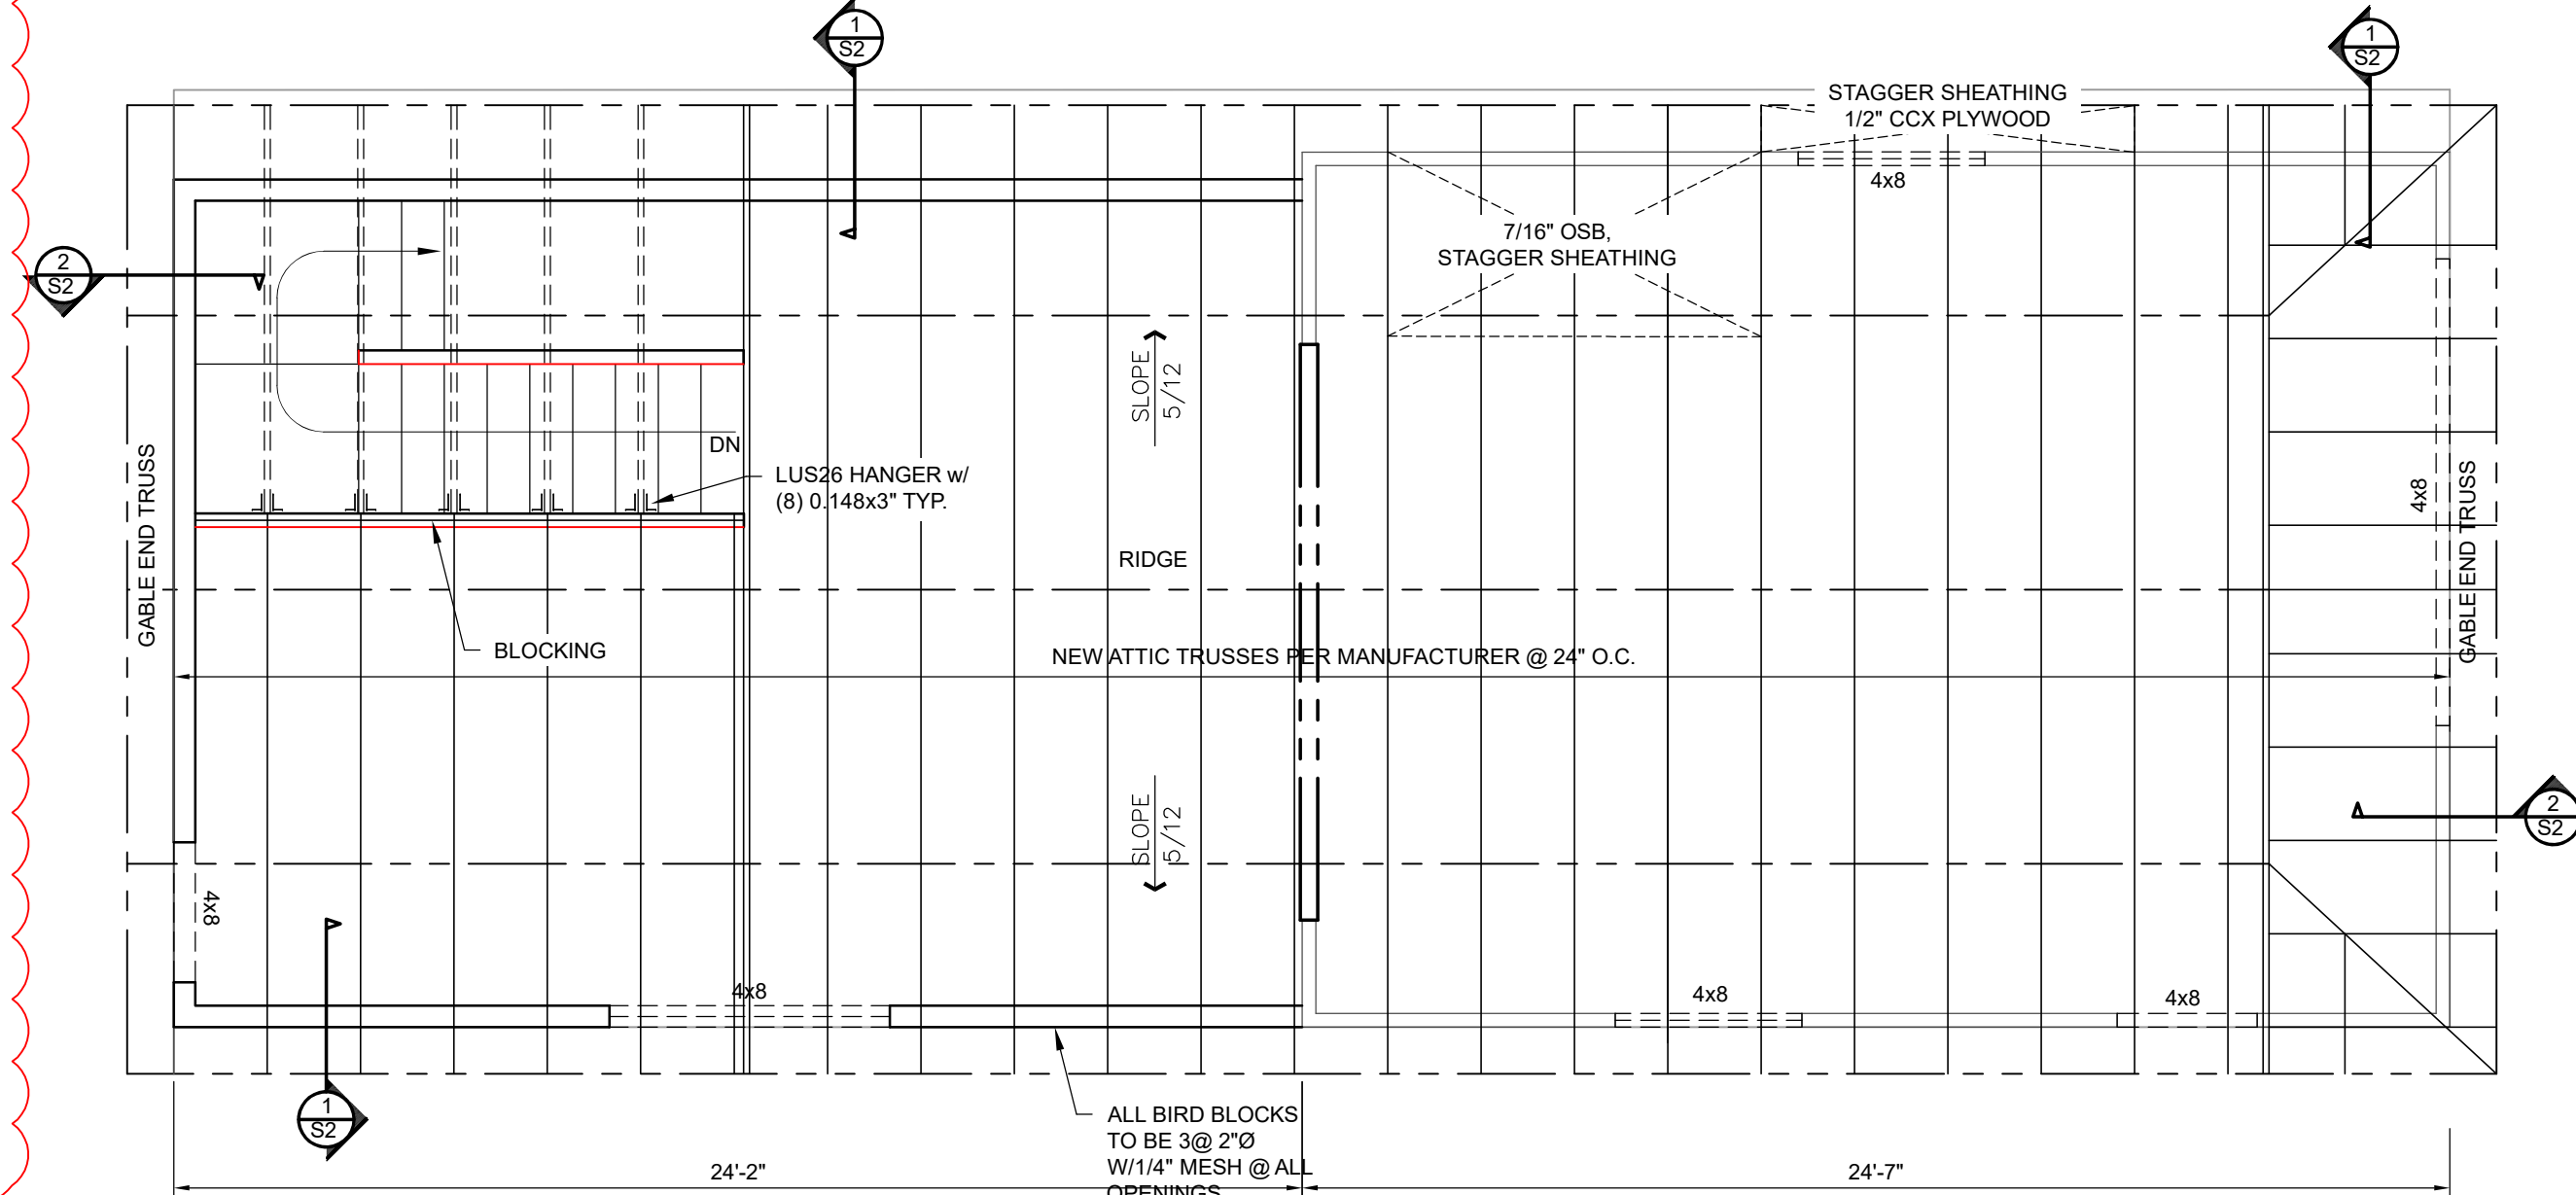 1
S2
1
S2
STAGGER SHEATHING
1/2" CCX PLYWOOD
4x8
7/16" OSB,
STAGGER SHEATHING
2
S2
SLOPE
5/12
DN
LUS26 HANGER w/
(8) 0.148x3" TYP.
GABLE END TRUSS
4x8
GABLE END TRUSS
RIDGE
BLOCKING
NEW ATTIC TRUSSES PER MANUFACTURER @ 24" O.C.
SLOPE
5/12
2
S2
4x8
4x8
4x8
4x8
1
S2
ALL BIRD BLOCKS
TO BE 3@ 2"Ø
W/1/4" MESH @ ALL
OPENINGS
24'-2"
24'-7"